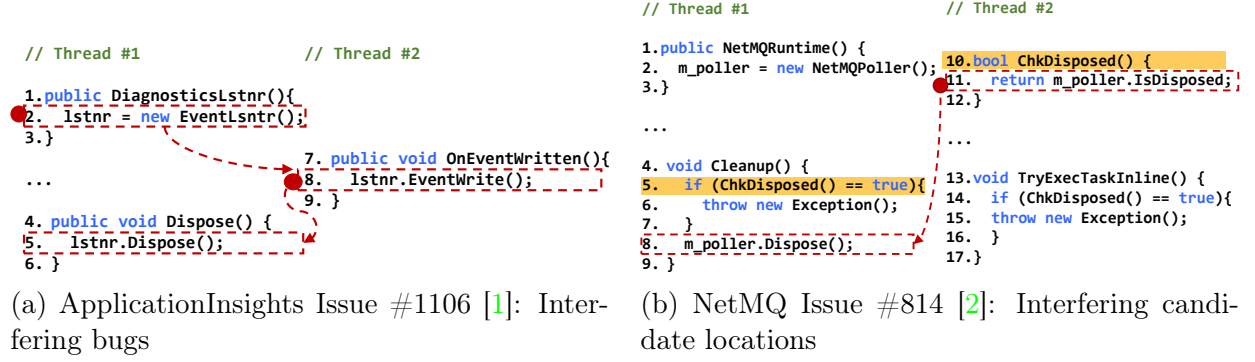 // Thread #1
// Thread #2
1.public DiagnosticsLstnr(){
2.  lstnr = new EventLsntr();
3.}
...
4. public void Dispose() {
5.  lstnr.Dispose();
6. }
7. public void OnEventWritten(){
8.  lstnr.EventWrite();
9. }
(a) ApplicationInsights Issue #1106 [1]: Inter-
fering bugs
// Thread #1
// Thread #2
1.public NetMQRuntime() {
2.  m_poller = new NetMQPoller();
3.}
...
4. void Cleanup() {
5.  if (ChkDisposed() == true){
6.    throw new Exception();
7.  }
8.  m_poller.Dispose();
9. }
10.bool ChkDisposed() {
11.  return m_poller.IsDisposed;
12.}
...
13.void TryExecTaskInline() {
14.  if (ChkDisposed() == true){
15.  throw new Exception();
16.  }
17.}
(b) NetMQ Issue #814 [2]: Interfering candi-
date locations